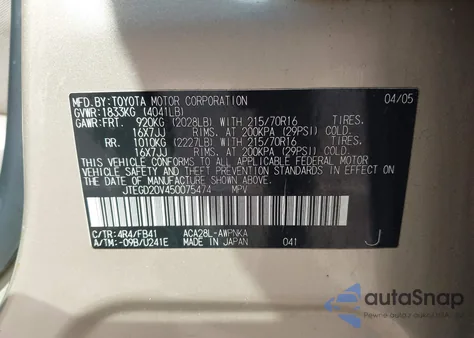 MFD.BY: TOYOTA MOTOR CORPORATION 04/05
GVWR: 1833KG (4041LB)
GAWR: FRT. 920KG (2028LB) WITH 215/70R16 TIRES.
16X7JJ RIMS. AT 200KPA (29PSI) COLD.
RR. 1010KG (2227LB) WITH 215/70R16 TIRES.
16X7JJ RIMS. AT 200KPA (29PSI) COLD.
THIS VEHICLE CONFORMS TO ALL APPLICABLE FEDERAL MOTOR
VEHICLE SAFETY AND THEFT PREVENTION STANDARDS IN
EFFECT ON THE DATE OF MANUFACTURE SHOWN ABOVE.
JTEGD20V450075474 MPV
C/TR: 4R4/FB41 ACA28L-AWPNKA
A/TM: -09B/U241E MADE IN JAPAN 041 J
autoSnap
Pewne auta z